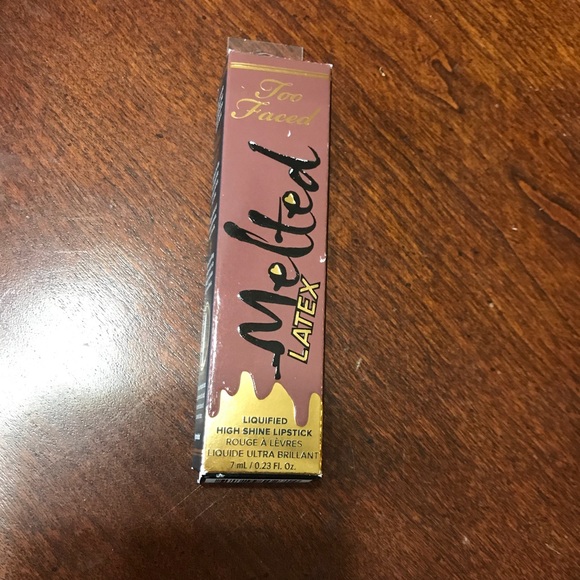 Too
Faced
Melted
LATEX
LIQUIFIED
HIGH SHINE LIPSTICK
ROUGE À LÈVRES
LIQUIDE ULTRA BRILLANT
7 mL / 0.23 Fl. Oz.